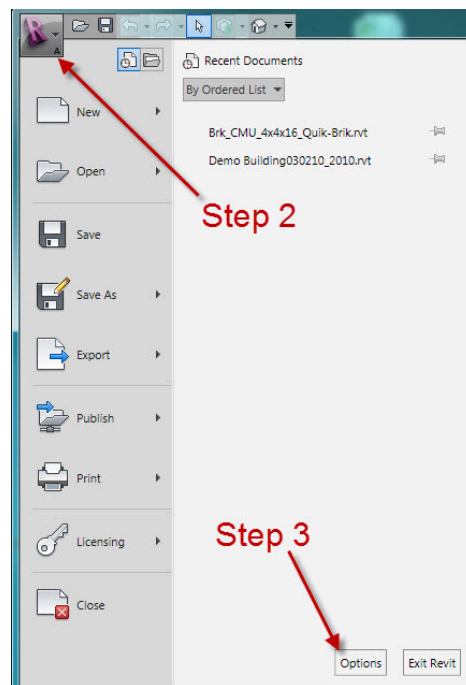 R
A
Recent Documents
By Ordered List
New
Brk_CMU_4x4x16_Quik-Brik.rvt
Open
Demo Building030210_2010.rvt
Step 2
Save
Save As
Export
Publish
Print
Licensing
Step 3
Close
Options
Exit Revit